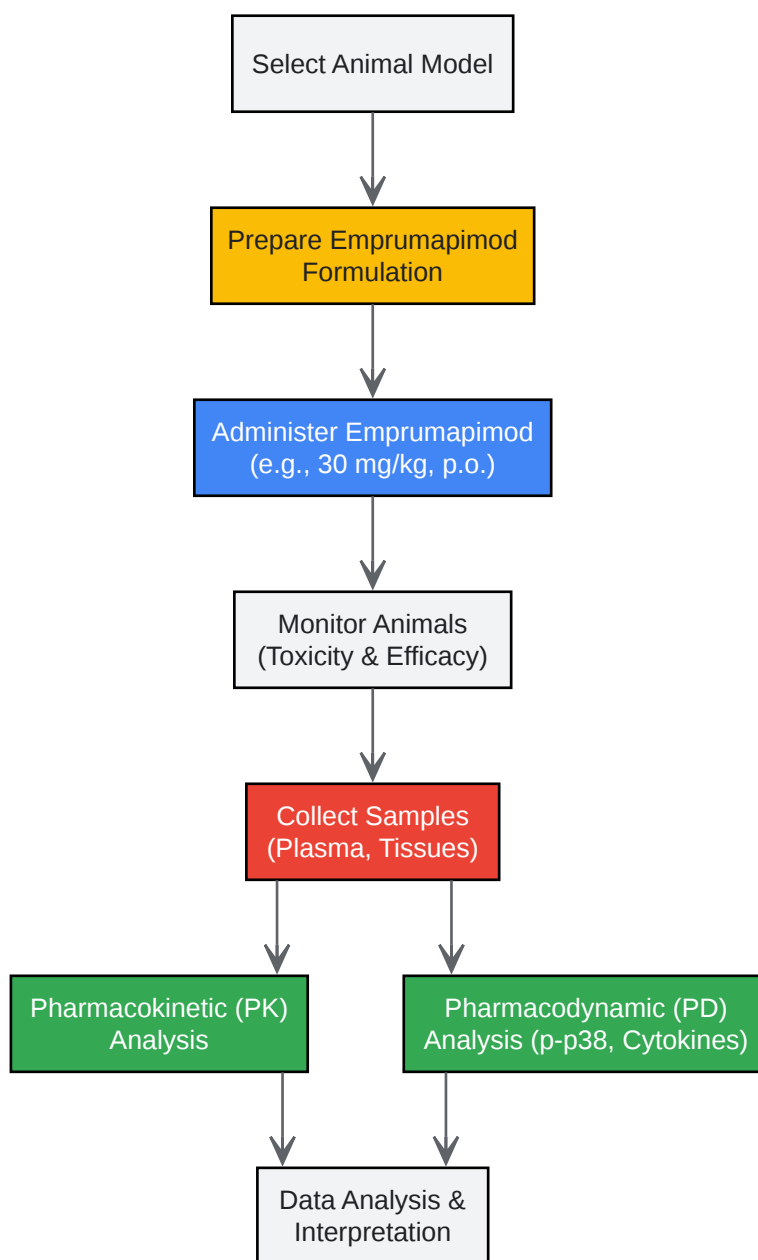 Select Animal Model
Prepare Emprumapimod
Formulation
Administer Emprumapimod
(e.g., 30 mg/kg, p.o.)
Monitor Animals
(Toxicity & Efficacy)
Collect Samples
(Plasma, Tissues)
Pharmacokinetic (PK)
Analysis
Pharmacodynamic (PD)
Analysis (p-p38, Cytokines)
Data Analysis &
Interpretation